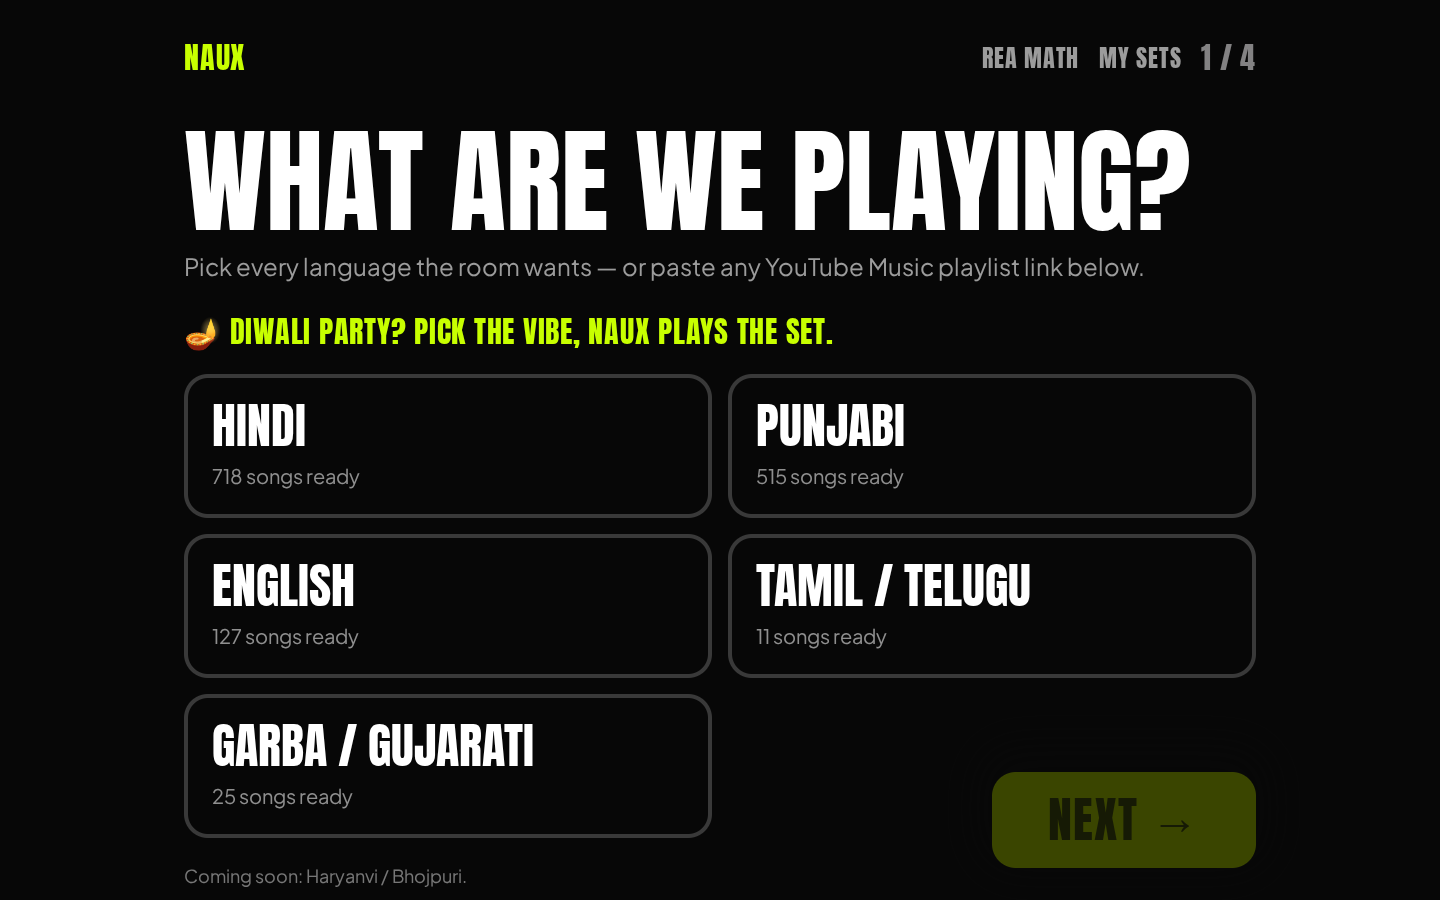 NAUX
REA MATH MY SETS 1 / 4
WHAT ARE WE PLAYING?
Pick every language the room wants — or paste any YouTube Music playlist link below.
🪔 DIWALI PARTY? PICK THE VIBE, NAUX PLAYS THE SET.
HINDI
718 songs ready
PUNJABI
515 songs ready
ENGLISH
127 songs ready
TAMIL / TELUGU
11 songs ready
GARBA / GUJARATI
25 songs ready
NEXT →
Coming soon: Haryanvi / Bhojpuri.